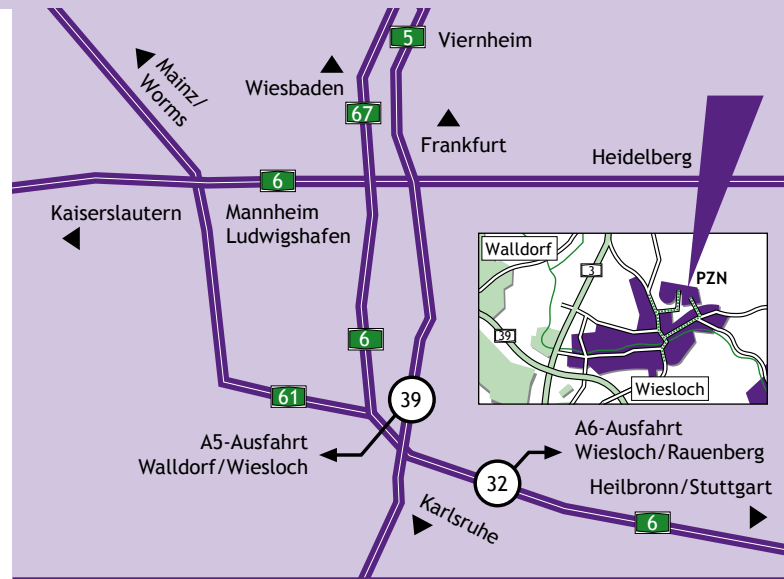 5
Viernheim
Mainz/
Worms
Wiesbaden
67
Frankfurt
Heidelberg
6
Kaiserslautern
Mannheim
Ludwigshafen
Walldorf
3
PZN
39
Wiesloch
6
61
39
A5-Ausfahrt
Walldorf/Wiesloch
A6-Ausfahrt
Wiesloch/Rauenberg
32
Heilbronn/Stuttgart
Karlsruhe
6